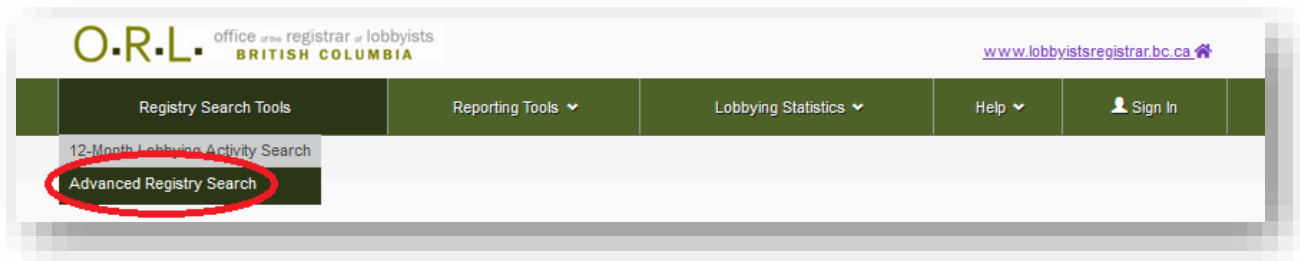 O.R.L. office of the registrar of lobbyists
BRITISH COLUMBIA
www.lobbyistsregistrar.bc.ca
Registry Search Tools Reporting Tools Lobbying Statistics Help Sign In
12-Month Lobbying Activity Search
Advanced Registry Search